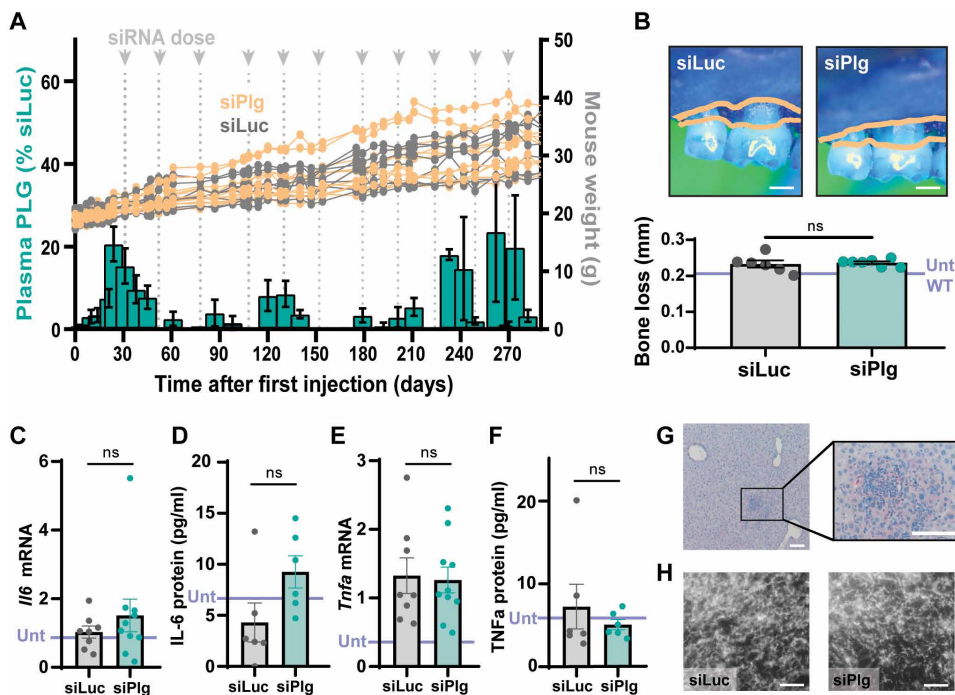 A
siRNA dose
siPlg
siLuc
Plasma PLG (% siLuc)
60
40
20
0
Mouse weight (g)
50
40
30
20
10
0
0 30 60 90 120 150 180 210 240 270
Time after first injection (days)
B
siLuc
siPlg
ns
Bone loss (mm)
0.3
0.2
0.1
0.0
Unt
WT
siLuc siPlg
C
ns
Il6 mRNA
6
4
2
0
Unt
siLuc siPlg
D
ns
IL-6 protein (pg/ml)
20
15
10
5
0
siLuc siPlg
E
ns
Tnfa mRNA
3
2
1
0
Unt
siLuc siPlg
F
ns
TNFa protein (pg/ml)
20
10
0
Unt
siLuc siPlg
G
H
siLuc
siPlg